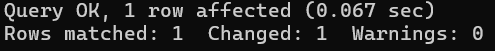 Query OK, 1 row affected (0.067 sec)
Rows matched: 1  Changed: 1  Warnings: 0